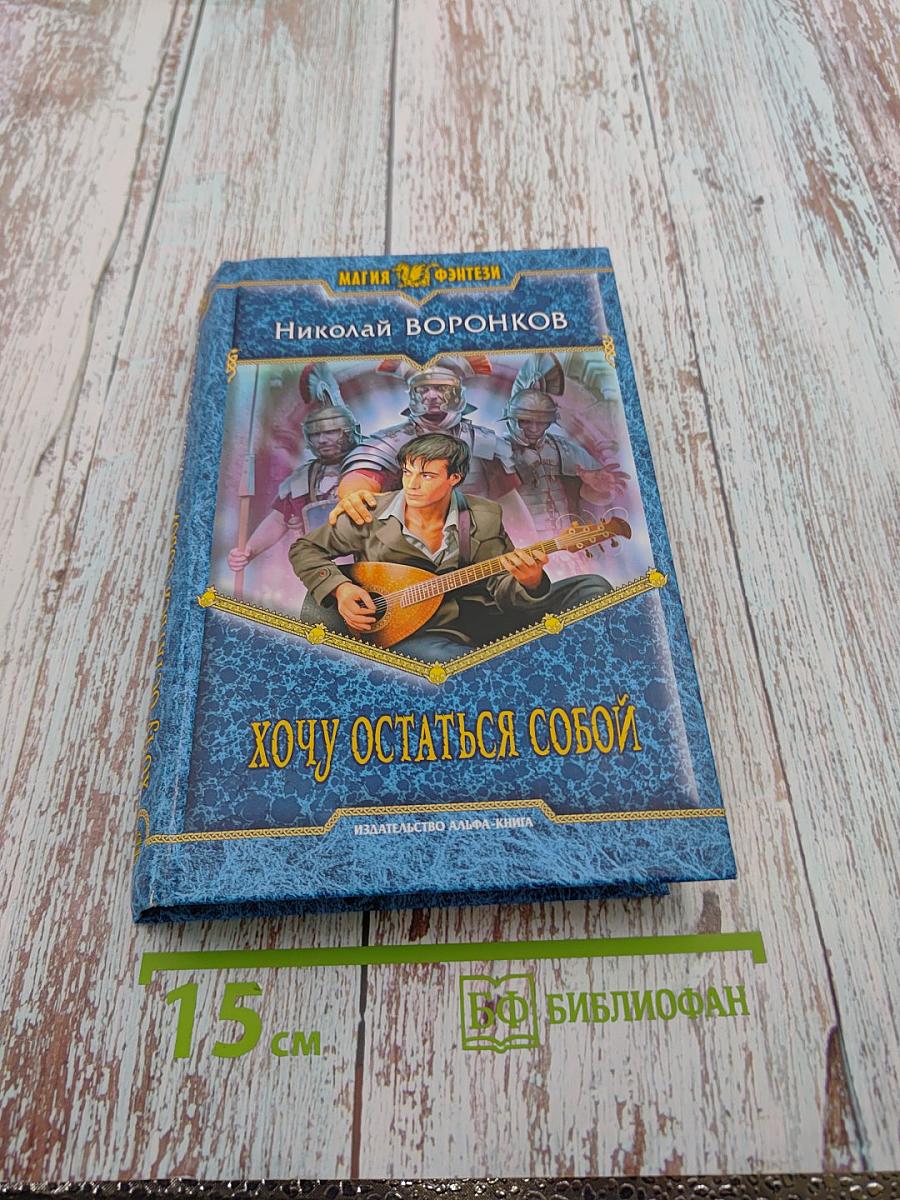 МАГИЯ ФЭНТЕЗИ
Николай ВОРОНКОВ
ХОЧУ ОСТАТЬСЯ СОБОЙ
ИЗДАТЕЛЬСТВО АЛЬФА-КНИГА
15 см
БФ БИБЛИОФАН